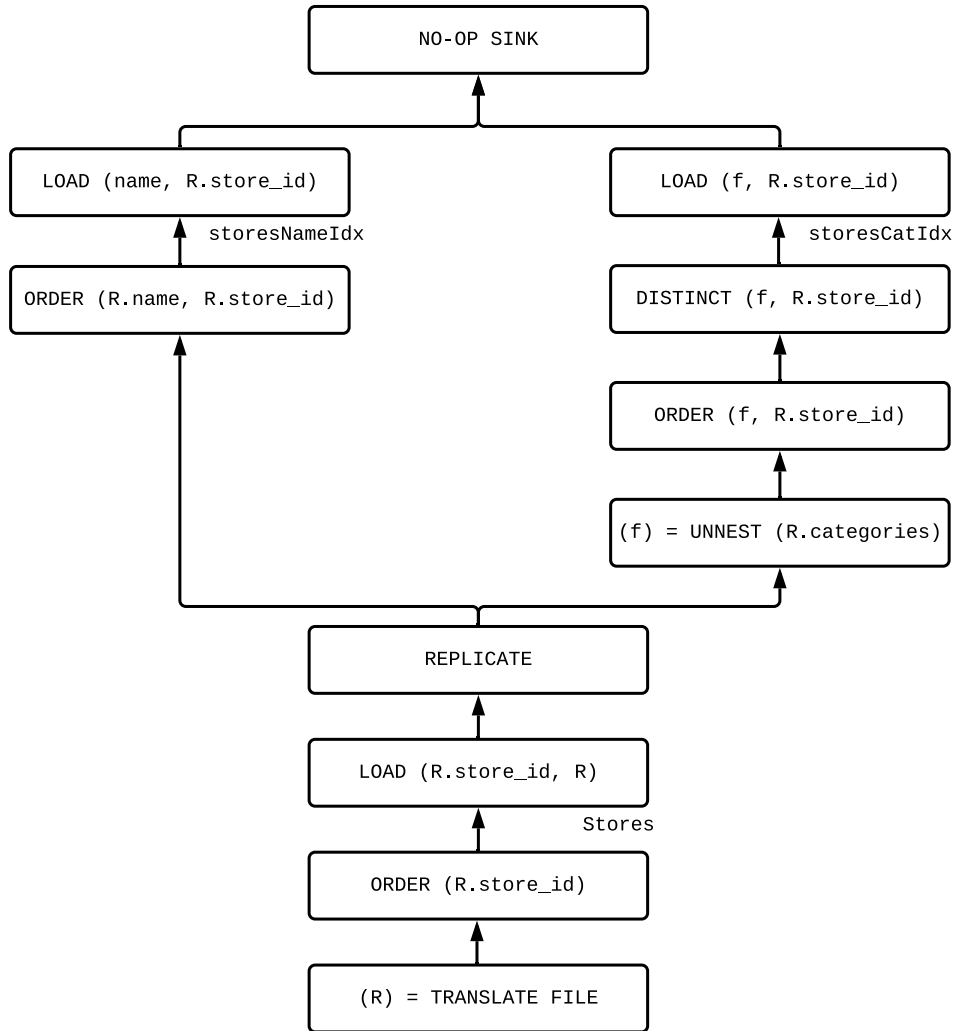 NO-OP SINK
LOAD (name, R.store_id)
LOAD (f, R.store_id)
storesNameIdx
storesCatIdx
ORDER (R.name, R.store_id)
DISTINCT (f, R.store_id)
ORDER (f, R.store_id)
(f) = UNNEST (R.categories)
REPLICATE
LOAD (R.store_id, R)
Stores
ORDER (R.store_id)
(R) = TRANSLATE FILE